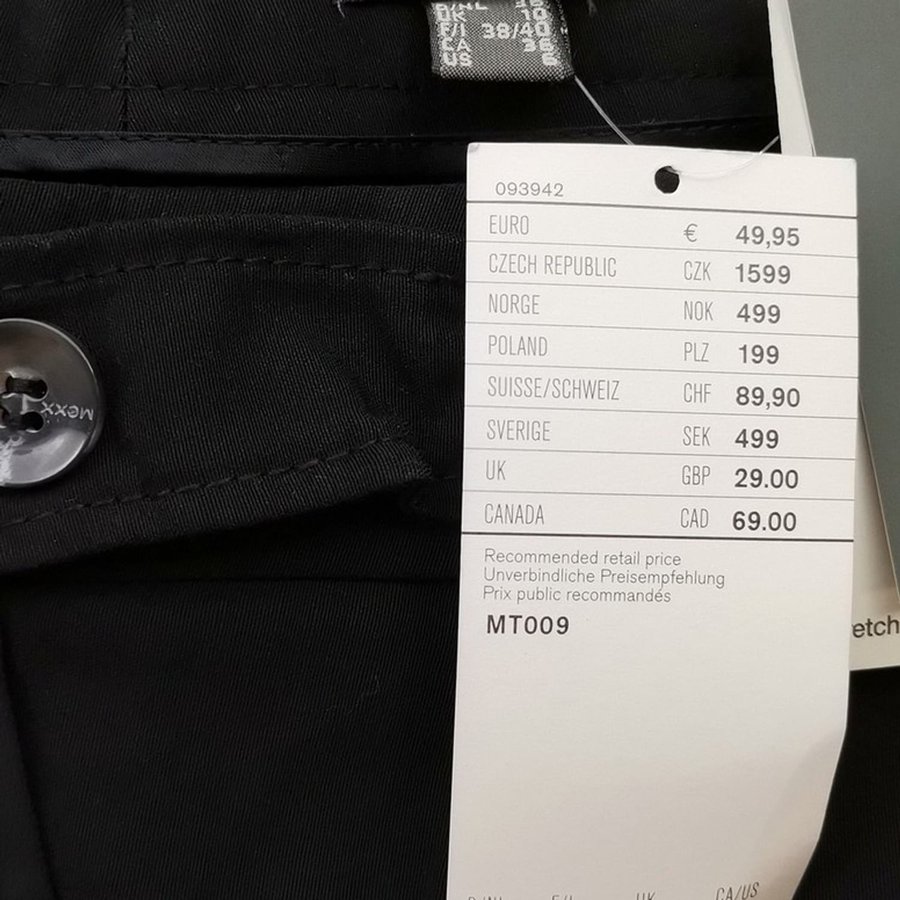 UK 10
F/I 38/40
CA 36
US 6
093942
EURO € 49,95
CZECH REPUBLIC CZK 1599
NORGE NOK 499
POLAND PLZ 199
SUISSE/SCHWEIZ CHF 89,90
SVERIGE SEK 499
UK GBP 29.00
CANADA CAD 69.00
Recommended retail price
Unverbindliche Preisempfehlung
Prix public recommandés
MT009
etch
Mexx
CA/US